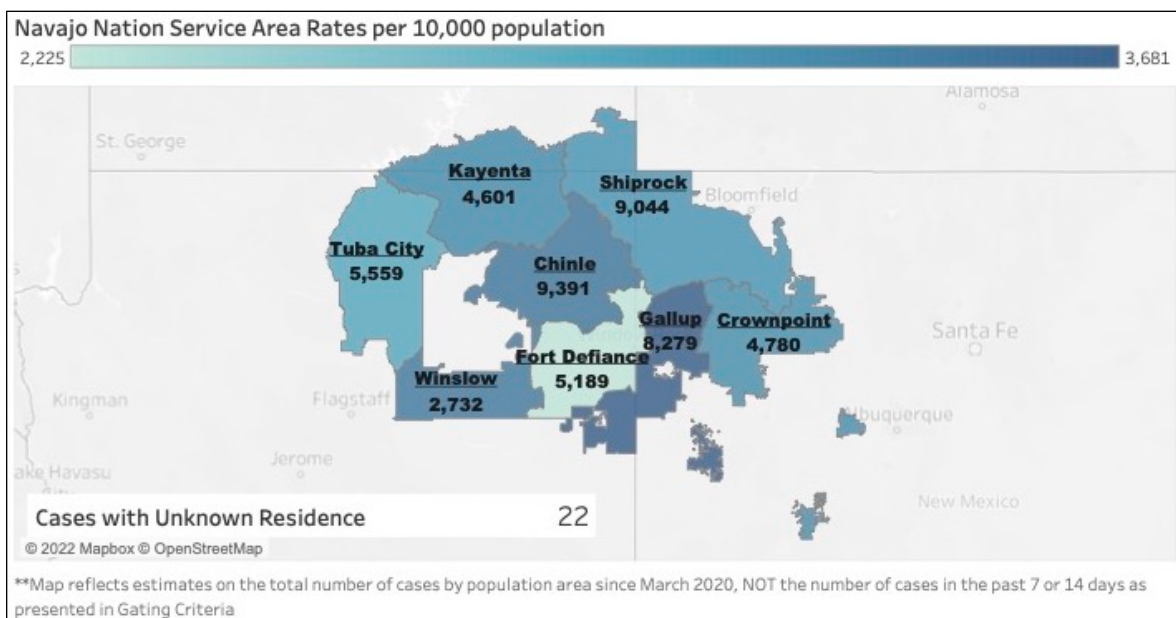 Navajo Nation Service Area Rates per 10,000 population
2,225
3,681
Alamosa
St. George
Kayenta
4,601
Shiprock
9,044
Bloomfield
Tuba City
5,559
Chinle
9,391
Gallup
8,279
Crownpoint
4,780
Santa Fe
Fort Defiance
5,189
Winslow
2,732
Kingman
Flagstaff
Albuquerque
Jerome
ake Havasu
New Mexico
Cases with Unknown Residence 22
© 2022 Mapbox © OpenStreetMap
**Map reflects estimates on the total number of cases by population area since March 2020, NOT the number of cases in the past 7 or 14 days as
presented in Gating Criteria